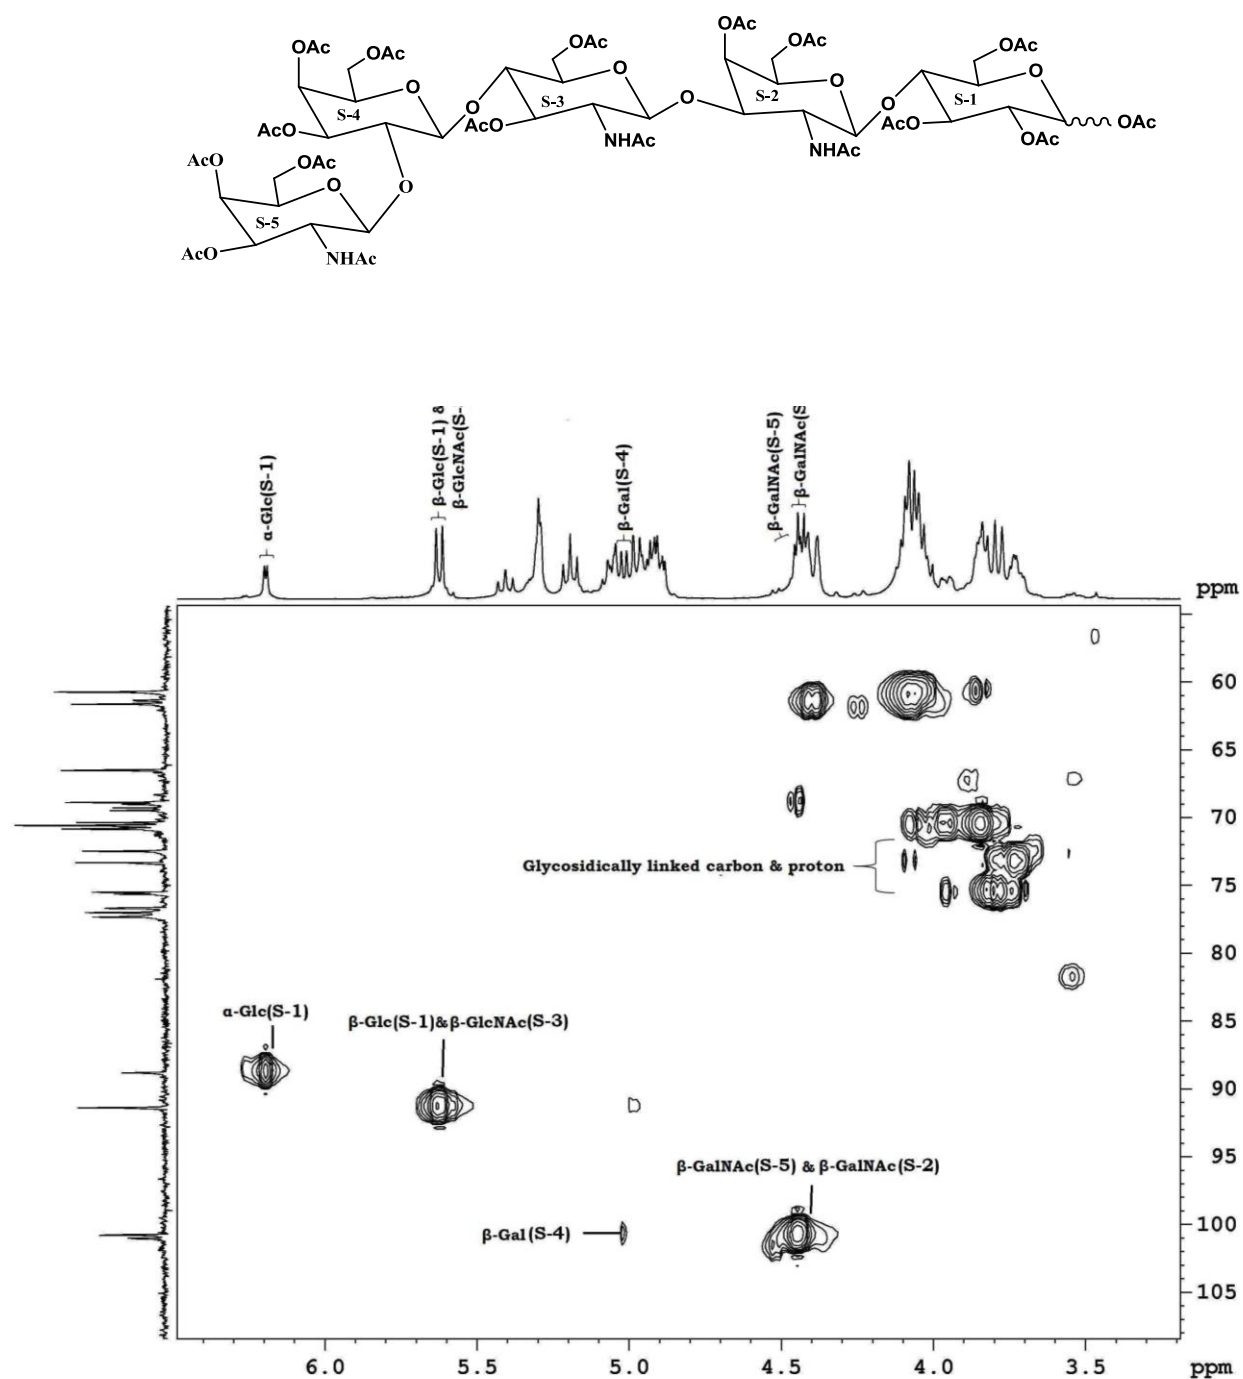 OAc
OAc OAc OAc
OAc OAc OAc
O O O O
S-4 S-3 S-2 S-1
O O O
AcO AcO NHAc NHAc AcO OAc OAc
AcO OAc
O O
S-5
AcO NHAc
α-Glc(S-1)
β-Glc(S-1) &
β-GlcNAc(S-
β-Gal(S-4)
β-GalNAc(S-5)
β-GalNAc(S
ppm
60
65
70
Glycosidically linked carbon & proton
75
80
α-Glc(S-1)
β-Glc(S-1)&β-GlcNAc(S-3)
85
90
β-GalNAc(S-5) & β-GalNAc(S-2)
95
β-Gal(S-4)
100
105
6.0 5.5 5.0 4.5 4.0 3.5 ppm